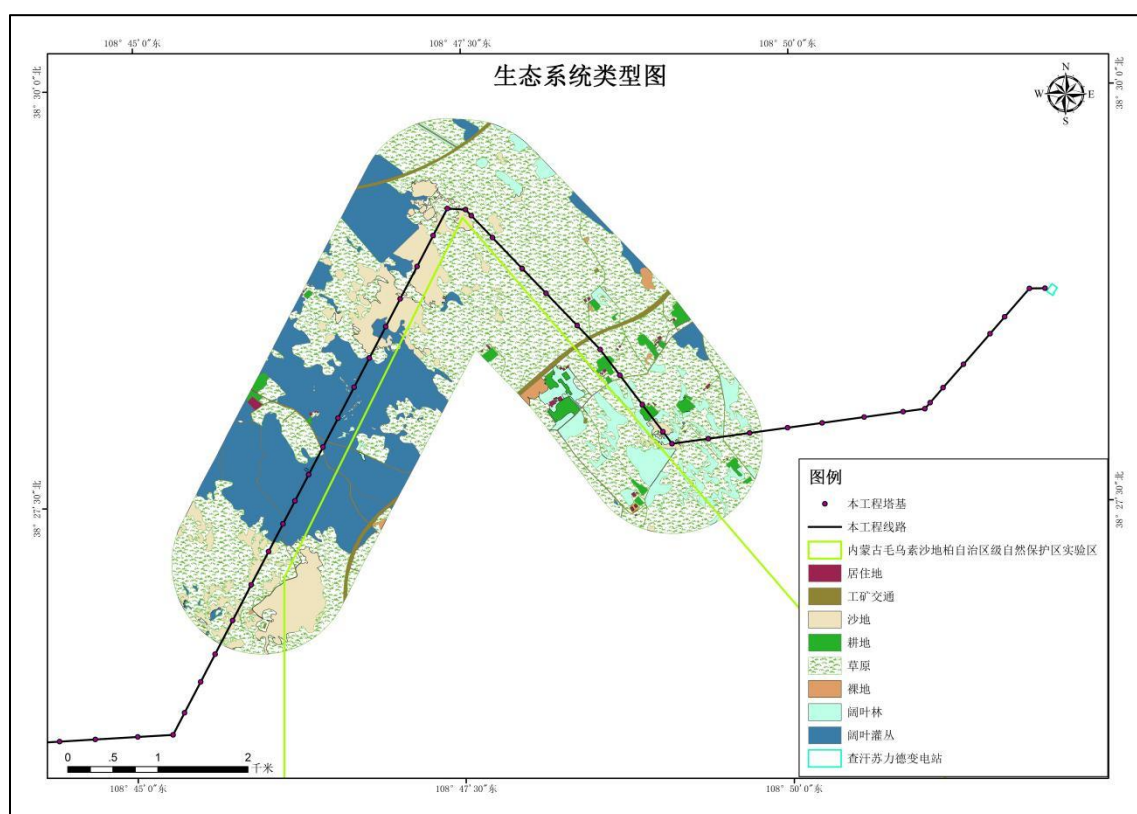 108°45′0″东
108°47′30″东
108°50′0″东
生态系统类型图
N
W
E
S
38°30′0″北
38°30′0″北
38°27′30″北
38°27′30″北
图例
本工程塔基
本工程线路
内蒙古毛乌素沙地柏自治区级自然保护区实验区
居住地
工矿交通
沙地
耕地
草原
裸地
阔叶林
阔叶灌丛
查汗苏力德变电站
0 .5 1 2
千米
108°45′0″东
108°47′30″东
108°50′0″东